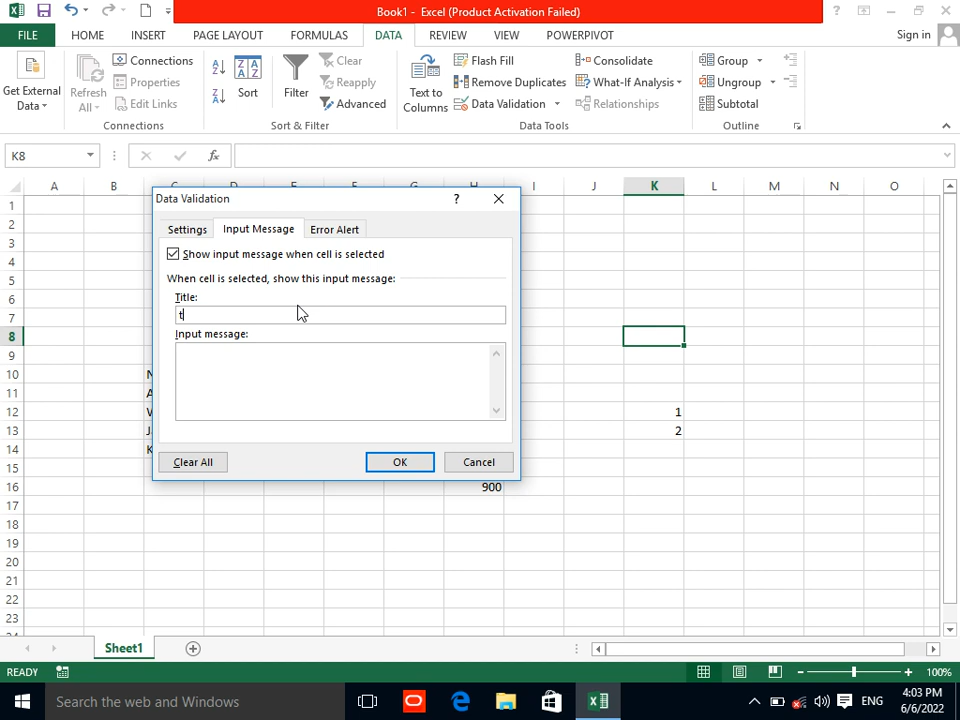 Book1 - Excel (Product Activation Failed)
FILE HOME INSERT PAGE LAYOUT FORMULAS DATA REVIEW VIEW POWERPIVOT Sign in
Get External Data
Refresh All
Connections
Properties
Edit Links
Connections
Sort
Filter
Clear
Reapply
Advanced
Sort & Filter
Text to Columns
Flash Fill
Remove Duplicates
Data Validation
Consolidate
What-If Analysis
Relationships
Data Tools
Group
Ungroup
Subtotal
Outline
K8
A B C D E F G H I J K L M N O
Data Validation
Settings Input Message Error Alert
Show input message when cell is selected
When cell is selected, show this input message:
Title:
t
Input message:
Clear All OK Cancel
1
2
3
4
5
6
7
8
9
10 N
11 A
12 1
13 2
14 K
15
16 900
17
18
19
20
21
22
23
Sheet1
READY 100%
Search the web and Windows
ENG
4:03 PM
6/6/2022